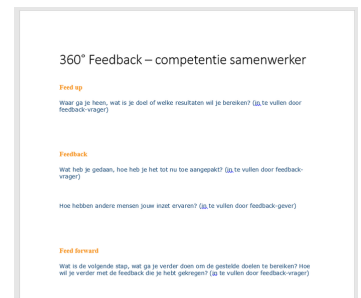 360° Feedback – competentie samenwerker
Feed up
Waar ga je heen, wat is je doel of welke resultaten wil je bereiken? (in te vullen door
feedback-vrager)
Feedback
Wat heb je gedaan, hoe heb je het tot nu toe aangepakt? (in te vullen door feedback-
vrager)
Hoe hebben andere mensen jouw inzet ervaren? (in te vullen door feedback-gever)
Feed forward
Wat is de volgende stap, wat ga je verder doen om de gestelde doelen te bereiken? Hoe
wil je verder met de feedback die je hebt gekregen? (in te vullen door feedback-vrager)